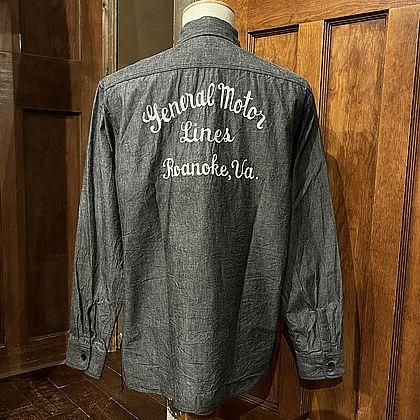 General Motor
Lines
Roanoke, Va.